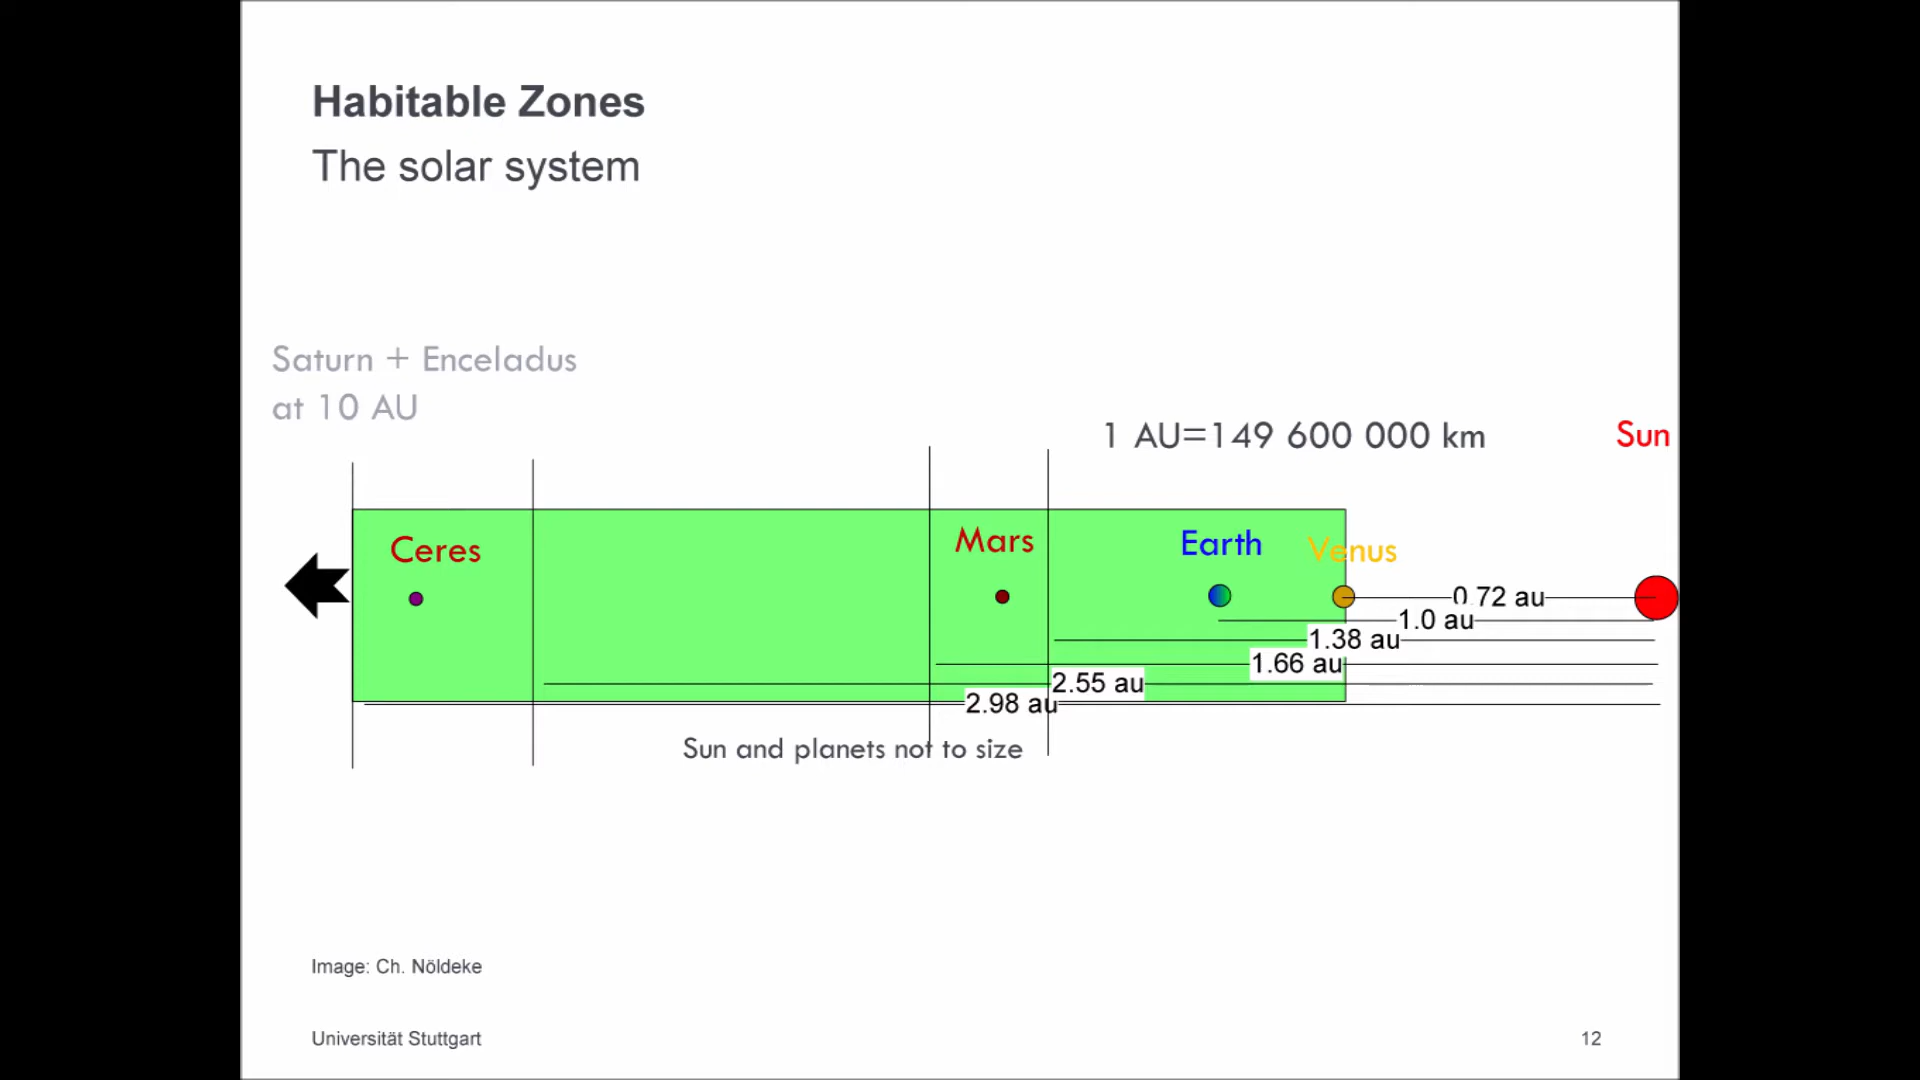 Habitable Zones
The solar system
Saturn + Enceladus
at 10 AU
1 AU=149 600 000 km
Sun
Ceres
Mars
Earth
Venus
0.72 au
1.0 au
1.38 au
1.66 au
2.55 au
2.98 au
Sun and planets not to size
Image: Ch. Nöldeke
Universität Stuttgart
12